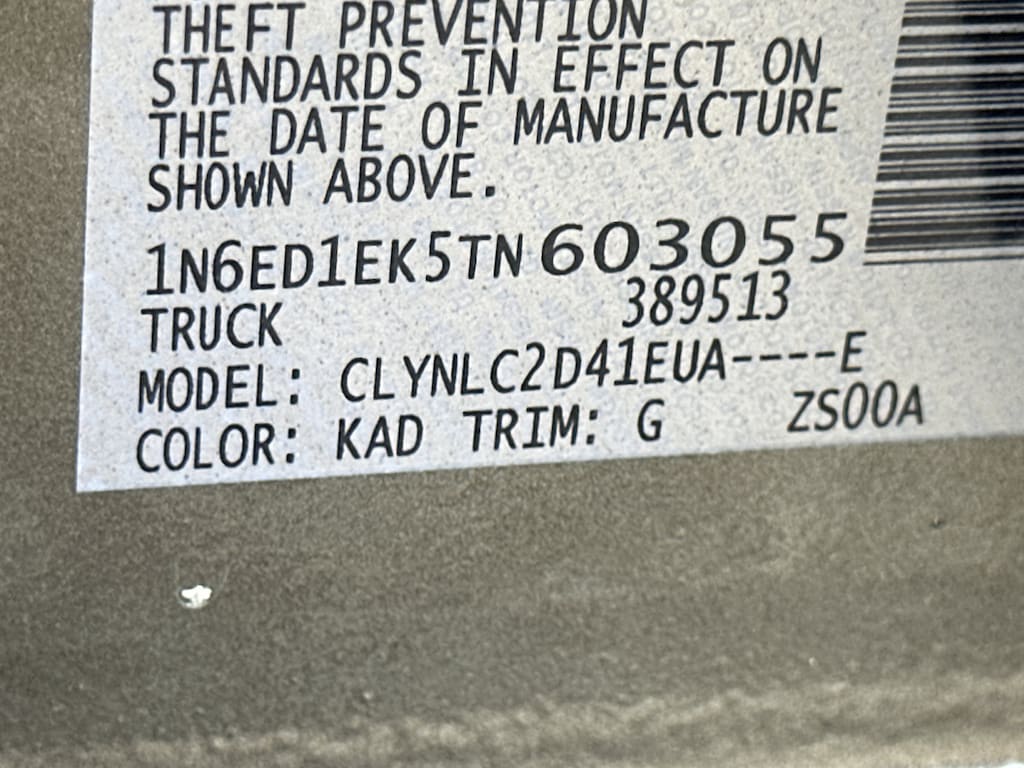 THEFT PREVENTION
STANDARDS IN EFFECT ON
THE DATE OF MANUFACTURE
SHOWN ABOVE.
1N6ED1EK5TN603055
TRUCK 389513
MODEL: CLYNLC2D41EUA----E
COLOR: KAD TRIM: G ZS00A